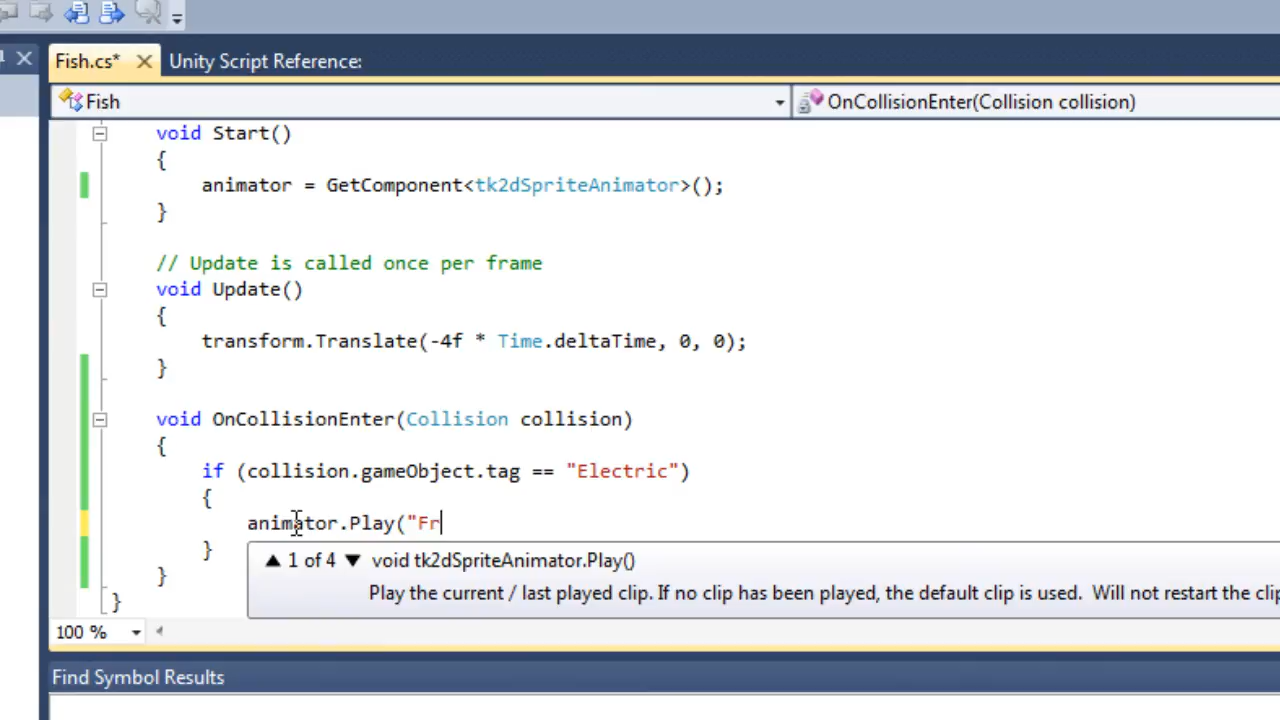 Fish.cs*
Unity Script Reference:
Fish
OnCollisionEnter(Collision collision)
void Start()
{
animator = GetComponent<tk2dSpriteAnimator>();
}
// Update is called once per frame
void Update()
{
transform.Translate(-4f * Time.deltaTime, 0, 0);
}
void OnCollisionEnter(Collision collision)
{
if (collision.gameObject.tag == "Electric")
{
animator.Play("Fr
}
1 of 4 void tk2dSpriteAnimator.Play()
}
Play the current / last played clip. If no clip has been played, the default clip is used. Will not restart the clip
}
100 %
Find Symbol Results